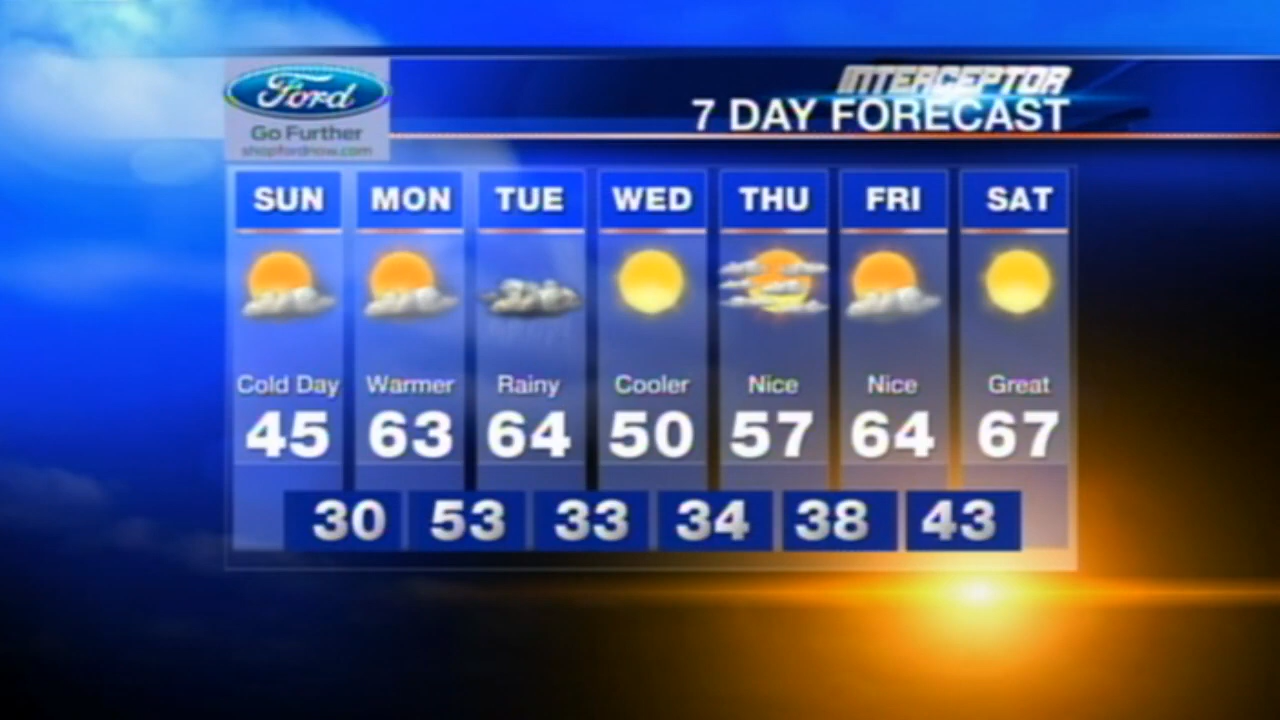 Ford
Go Further
shopfordnow.com
INTERCEPTOR
7 DAY FORECAST
SUN MON TUE WED THU FRI SAT
Cold Day Warmer Rainy Cooler Nice Nice Great
45 63 64 50 57 64 67
30 53 33 34 38 43